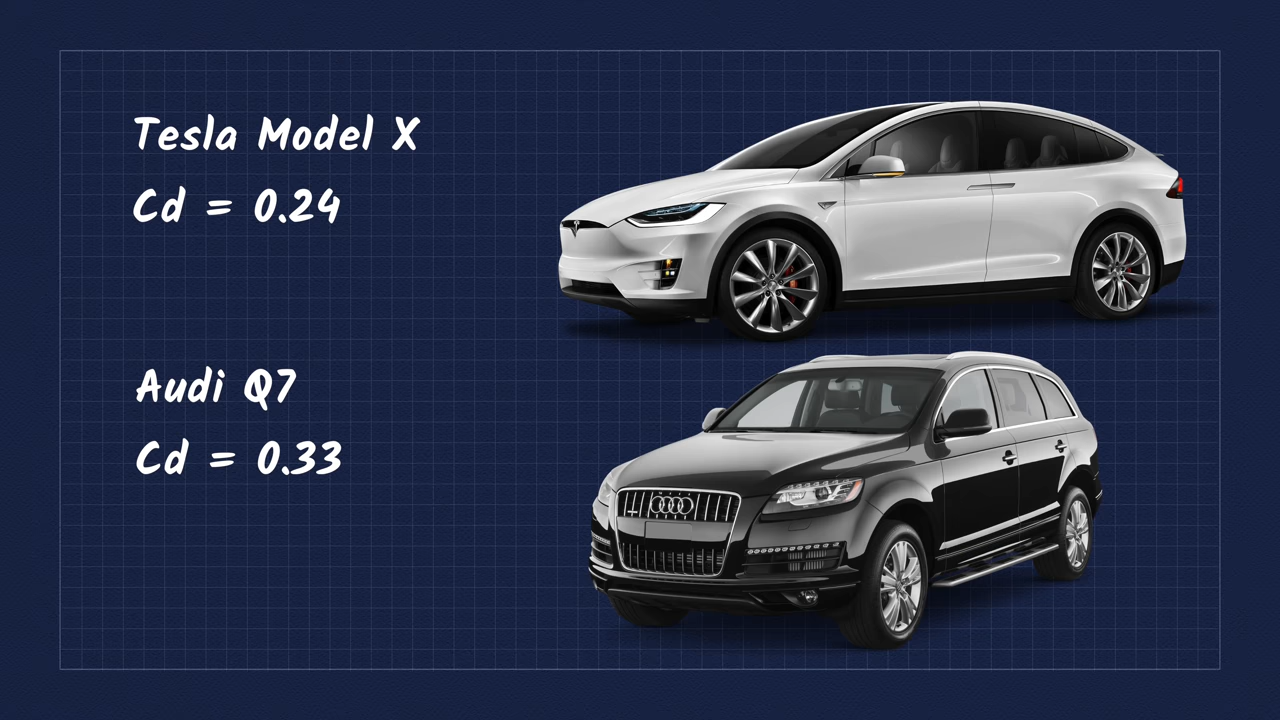 Tesla Model X
Cd = 0.24
Audi Q7
Cd = 0.33